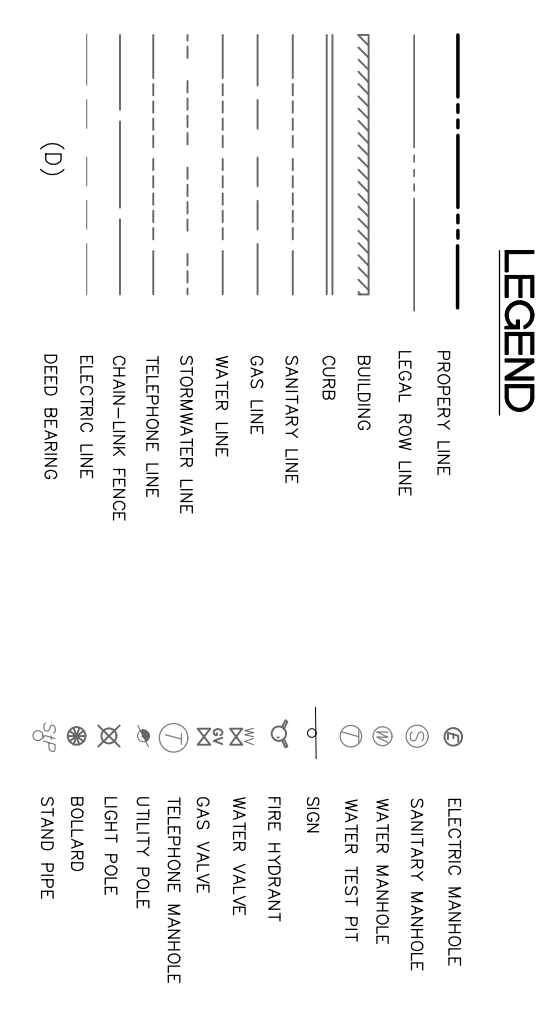 LEGEND
PROPERY LINE
LEGAL ROW LINE
BUILDING
CURB
SANITARY LINE
GAS LINE
WATER LINE
STORMWATER LINE
TELEPHONE LINE
CHAIN-LINK FENCE
ELECTRIC LINE
(D) DEED BEARING
E ELECTRIC MANHOLE
S SANITARY MANHOLE
W WATER MANHOLE
T WATER TEST PIT
SIGN
FIRE HYDRANT
WV WATER VALVE
GV GAS VALVE
T TELEPHONE MANHOLE
UTILITY POLE
LIGHT POLE
BOLLARD
StP STAND PIPE